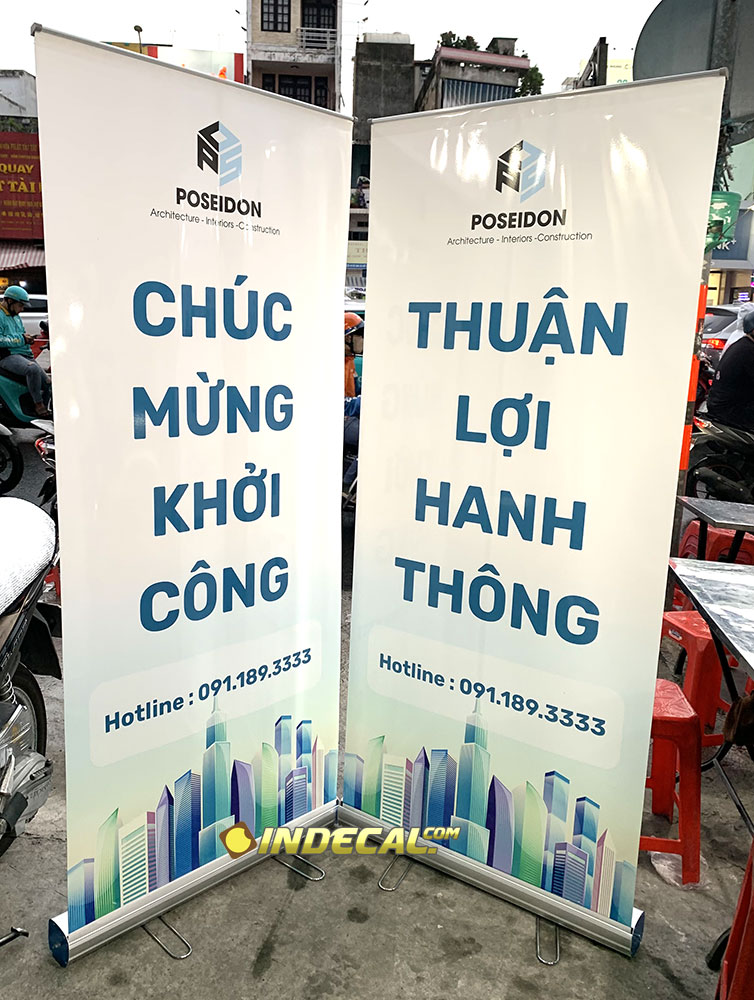 POSEIDON
Architecture - Interiors -Construction
CHÚC
MỪNG
KHỞI
CÔNG
Hotline : 091.189.3333
POSEIDON
Architecture - Interiors -Construction
THUẬN
LỢI
HANH
THÔNG
Hotline : 091.189.3333
INDECAL.COM
QUAY